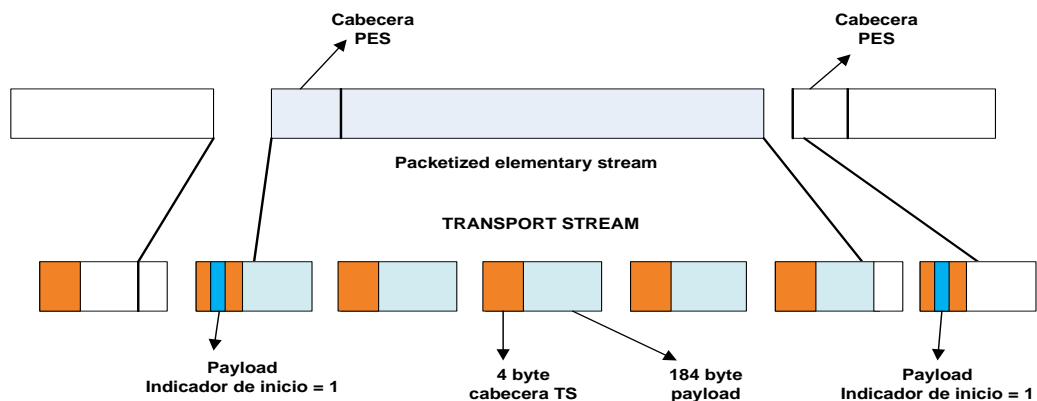 Cabecera
PES
Cabecera
PES
Packetized elementary stream
TRANSPORT STREAM
Payload
Indicador de inicio = 1
4 byte
cabecera TS
184 byte
payload
Payload
Indicador de inicio = 1